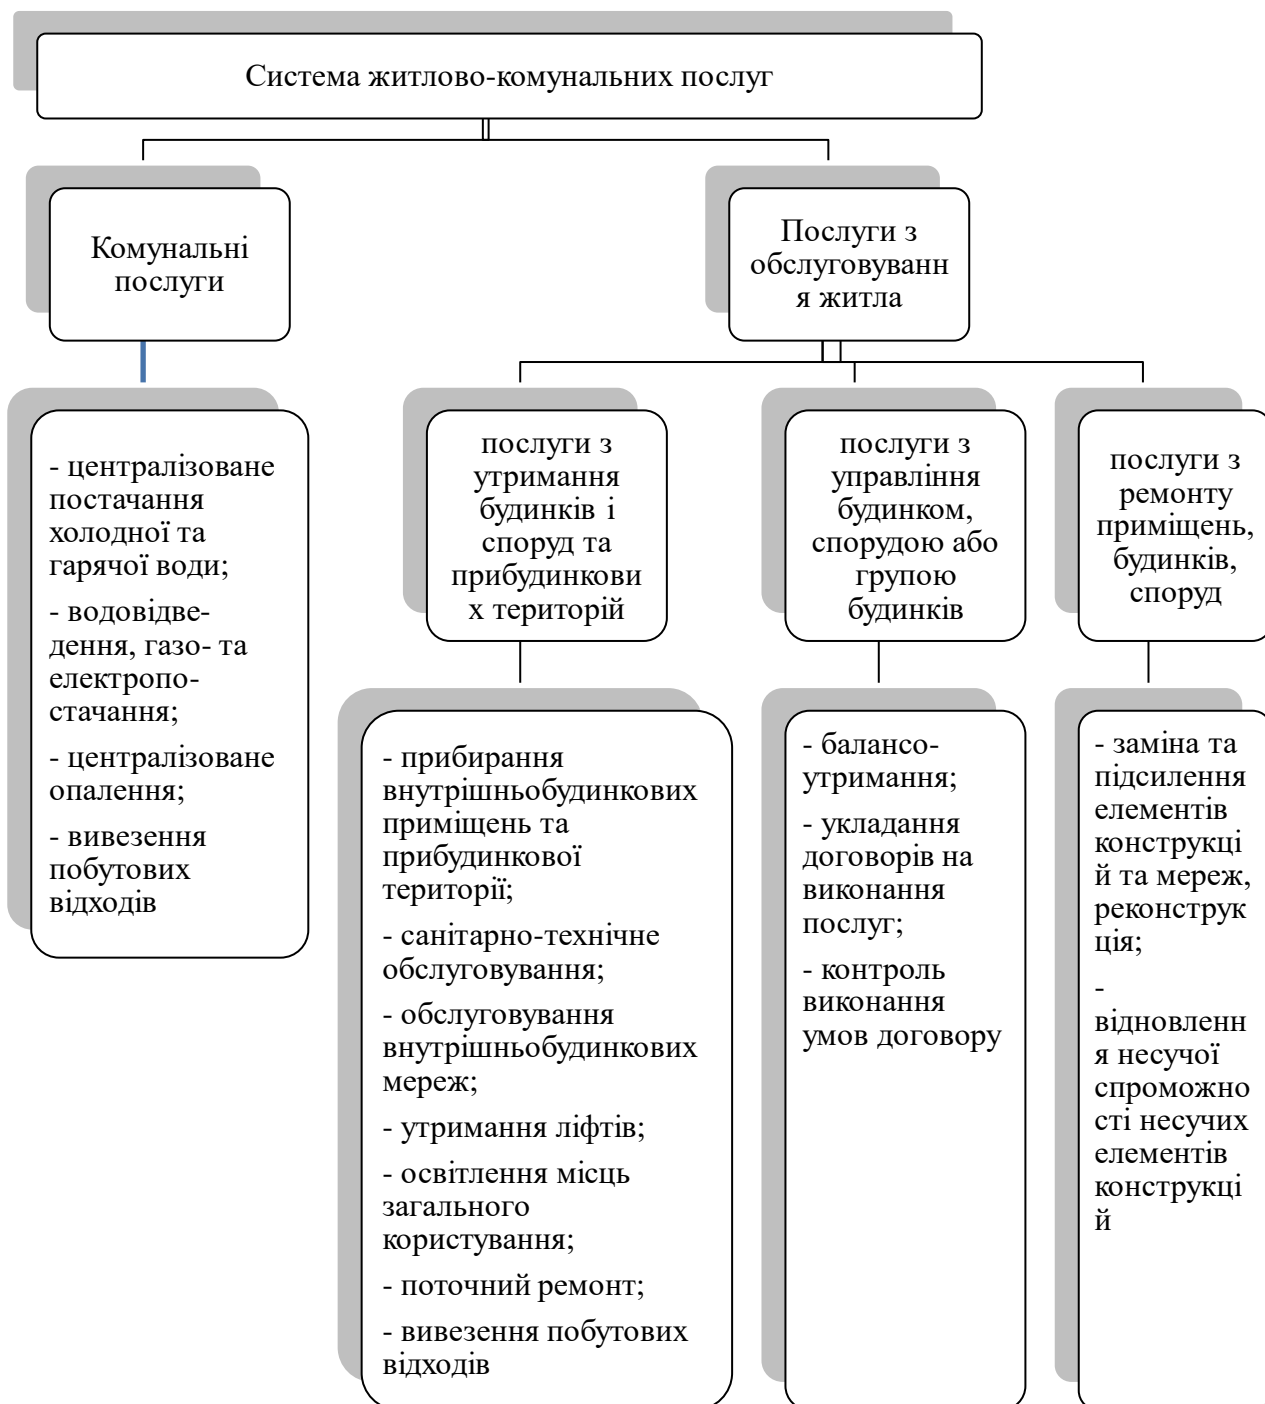 Система житлово-комунальних послуг
Комунальні
послуги
Послуги з
обслуговуванн
я житла
- централізоване
постачання
холодної та
гарячої води;
- водовідве-
дення, газо- та
електропо-
стачання;
- централізоване
опалення;
- вивезення
побутових
відходів
послуги з
утримання
будинків і
споруд та
прибудинкови
х територій
- прибирання
внутрішньобудинкових
приміщень та
прибудинкової
території;
- санітарно-технічне
обслуговування;
- обслуговування
внутрішньобудинкових
мереж;
- утримання ліфтів;
- освітлення місць
загального
користування;
- поточний ремонт;
- вивезення побутових
відходів
послуги з
управління
будинком,
спорудою або
групою
будинків
- балансо-
утримання;
- укладання
договорів на
виконання
послуг;
- контроль
виконання
умов договору
послуги з
ремонту
приміщень,
будинків,
споруд
- заміна та
підсилення
елементів
конструкці
й та мереж,
реконструк
ція;
-
відновленн
я несучої
спроможно
сті несучих
елементів
конструкці
й